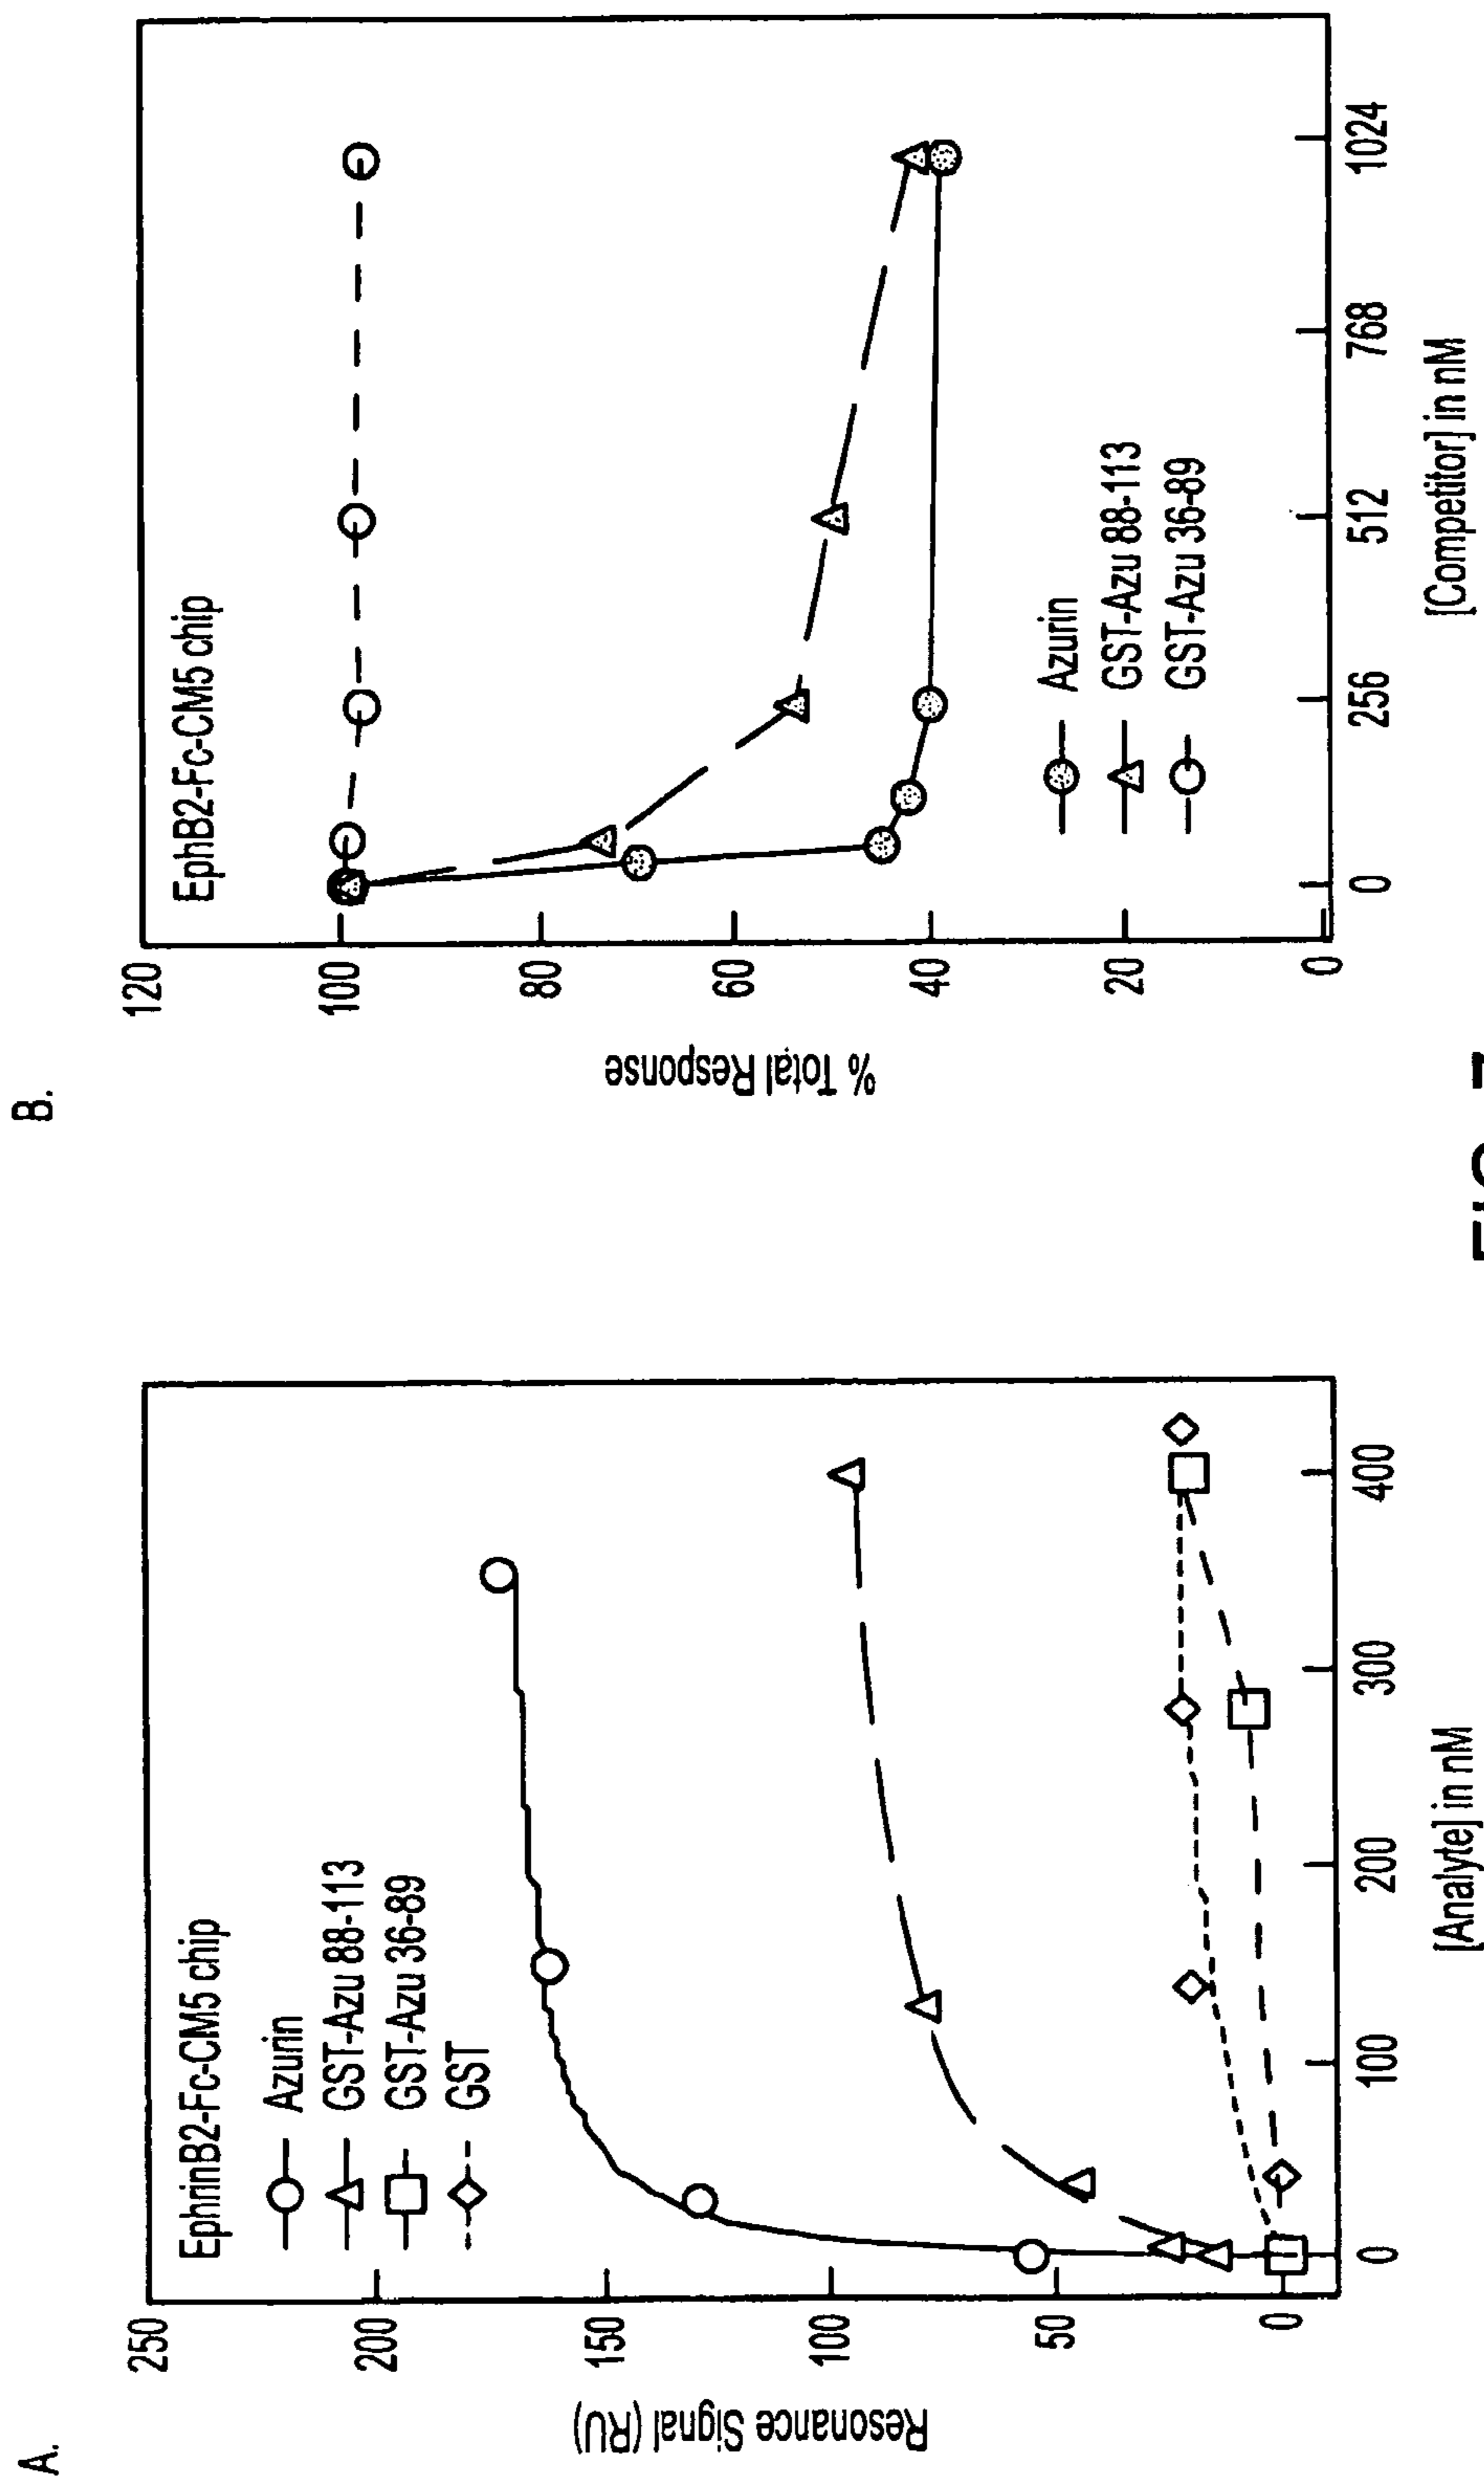 A.
EphrinB2-Fc-CM5 chip
Azurin
GST-Azu 88-113
GST-Azu 36-89
GST
250
200
150
100
50
0
Resonance Signal (RU)
0
100
200
300
400
[Analyte] in nM
B.
EphB2-Fc-CM5 chip
Azurin
GST-Azu 88-113
GST-Azu 36-89
120
100
80
60
40
20
0
% Total Response
0
256
512
768
1024
[Competitor] in nM